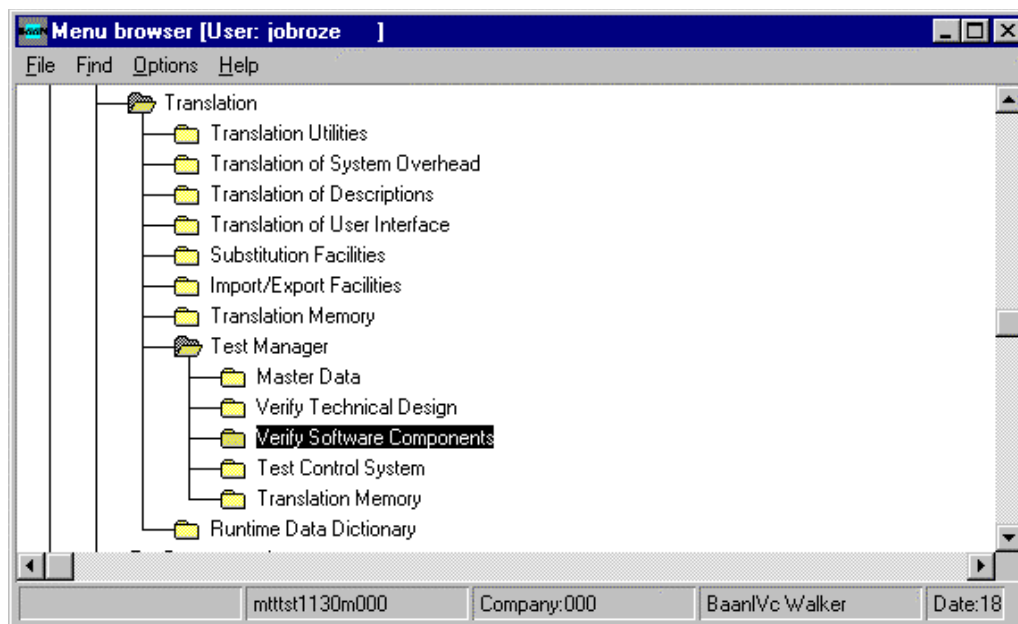 Menu browser [User: jobroze ]
File Find Options Help
Translation
Translation Utilities
Translation of System Overhead
Translation of Descriptions
Translation of User Interface
Substitution Facilities
Import/Export Facilities
Translation Memory
Test Manager
Master Data
Verify Technical Design
Verify Software Components
Test Control System
Translation Memory
Runtime Data Dictionary
mtttst1130m000 Company:000 BaanIVc Walker Date:18